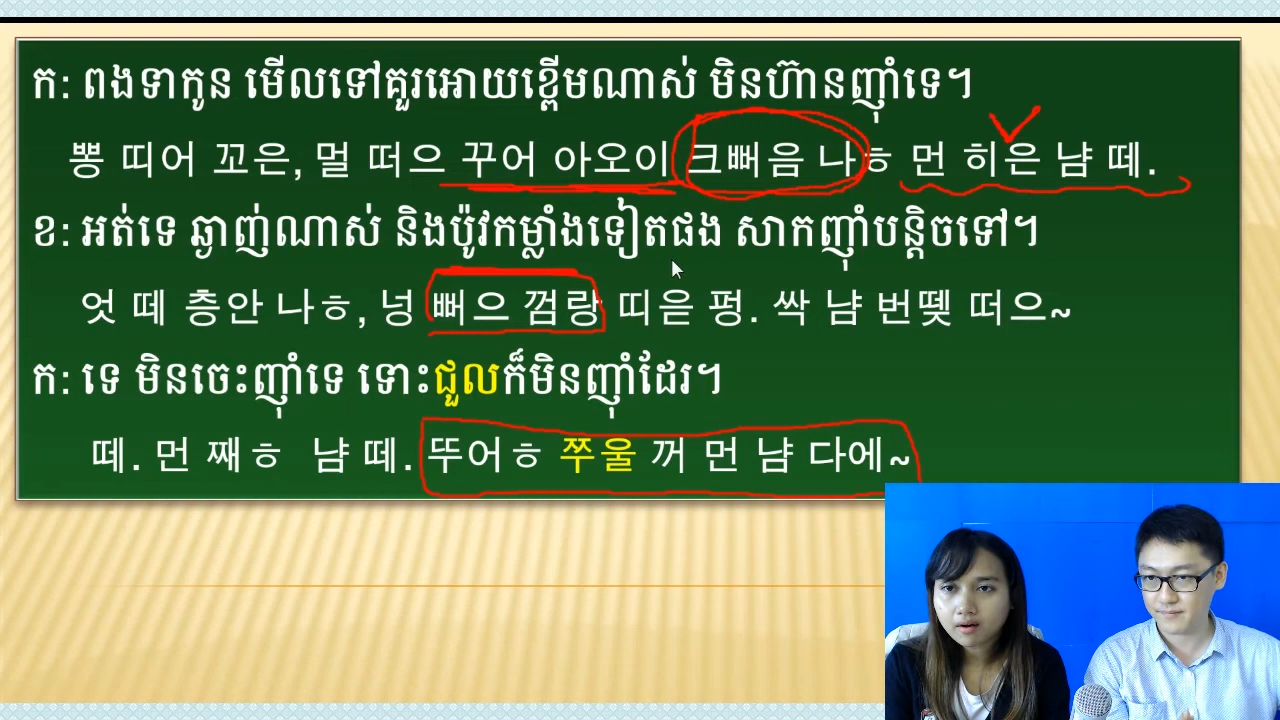 ក: ពងទាកូន មើលទៅគួរអោយខ្ពើមណាស់ មិនហ៊ានញ៉ាំទេ។
뽕 띠어 꼬은, 멀 떠으 꾸어 아오이 크뻐음 나ㅎ 먼 히은 냠 떼.
ខ: អត់ទេ ឆ្ងាញ់ណាស់ និងប៉ូវកម្លាំងទៀតផង សាកញ៉ាំបន្តិចទៅ។
엇 떼 층안 나ㅎ, 넝 뻐으 껌랑 띠읃 펑. 싹 냠 번뗒 떠으~
ក: ទេ មិនចេះញ៉ាំទេ ទោះជួលក៏មិនញ៉ាំដែរ។
떼. 먼 째ㅎ 냠 떼. 뚜어ㅎ 쭈울 꺼 먼 냠 다에~